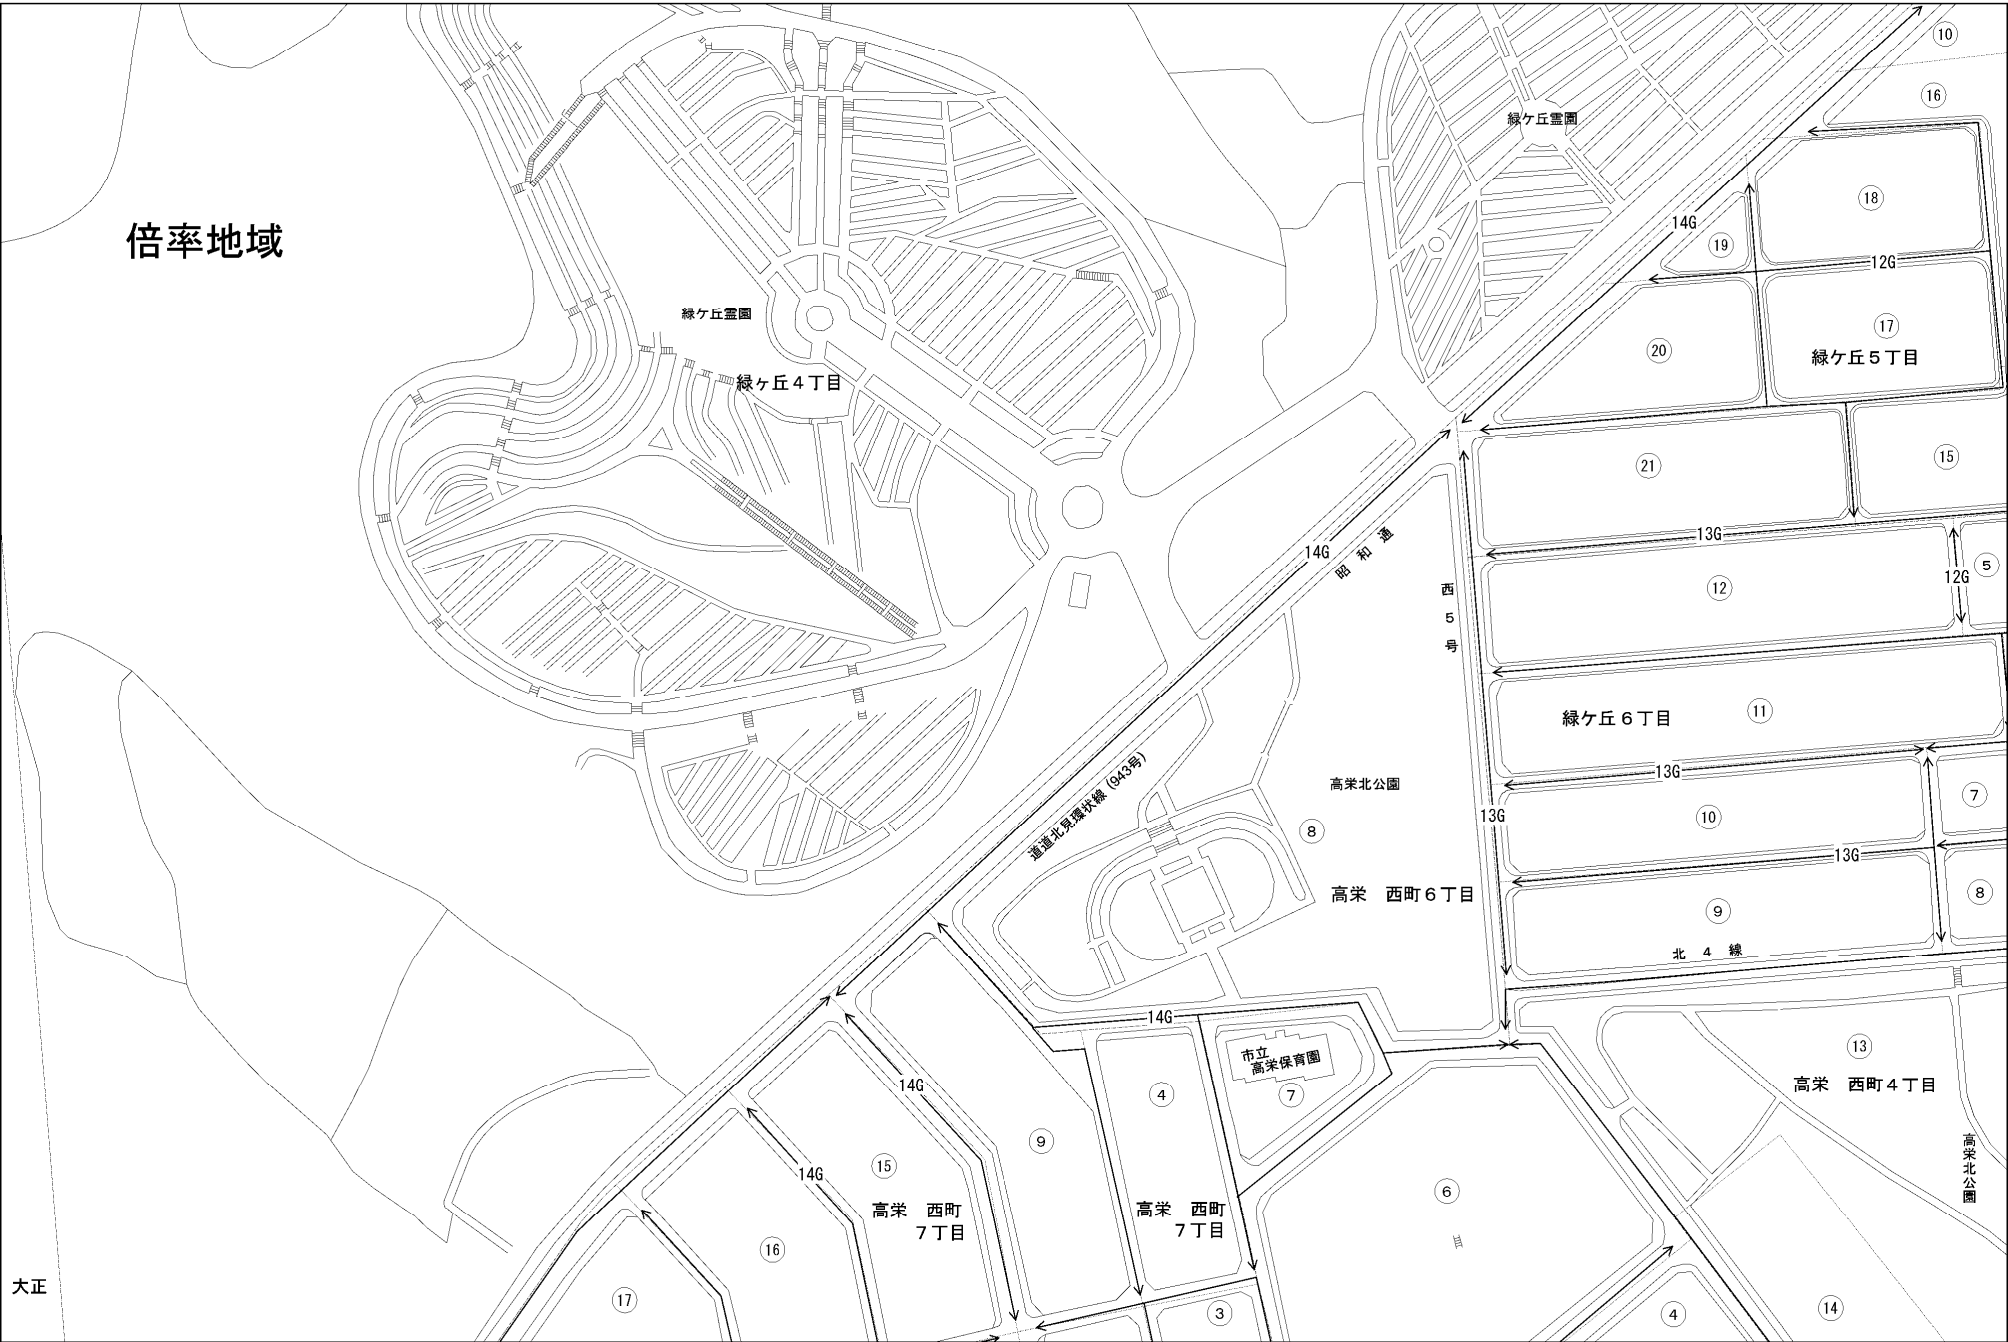 ⑩
⑯
緑ケ丘霊園
⑱
14G
⑲
12G
倍率地域
緑ケ丘霊園
⑰
緑ケ丘5丁目
⑳
緑ヶ丘4丁目
㉑
⑮
13G
14G
昭和通
⑫
12G
⑤
西5号
緑ケ丘6丁目
⑪
13G
高栄北公園
道道北見環状線(943号)
⑧
13G
⑩
⑦
13G
高栄 西町6丁目
⑨
⑧
北4線
14G
市立
高栄保育園
⑦
⑬
高栄 西町4丁目
14G
④
⑨
高栄北公園
14G
⑮
高栄 西町
7丁目
高栄 西町
7丁目
⑥
⑯
大正
⑰
③
④
⑭